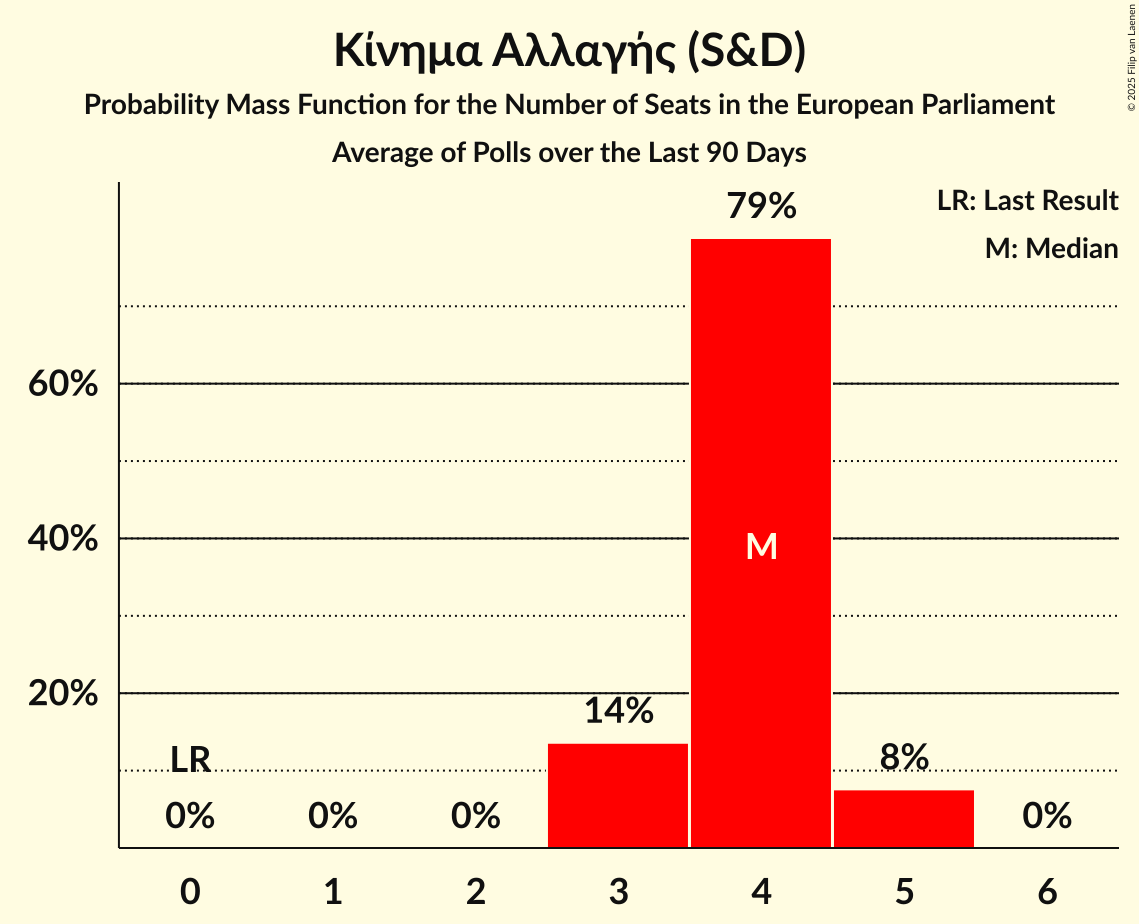 Κίνημα Αλλαγής (S&D)
Probability Mass Function for the Number of Seats in the European Parliament
Average of Polls over the Last 90 Days
© 2025 Filip van Laenen
LR: Last Result
M: Median
79%
60%
40%
M
20%
14%
LR
8%
0% 0% 0% 0%
0 1 2 3 4 5 6